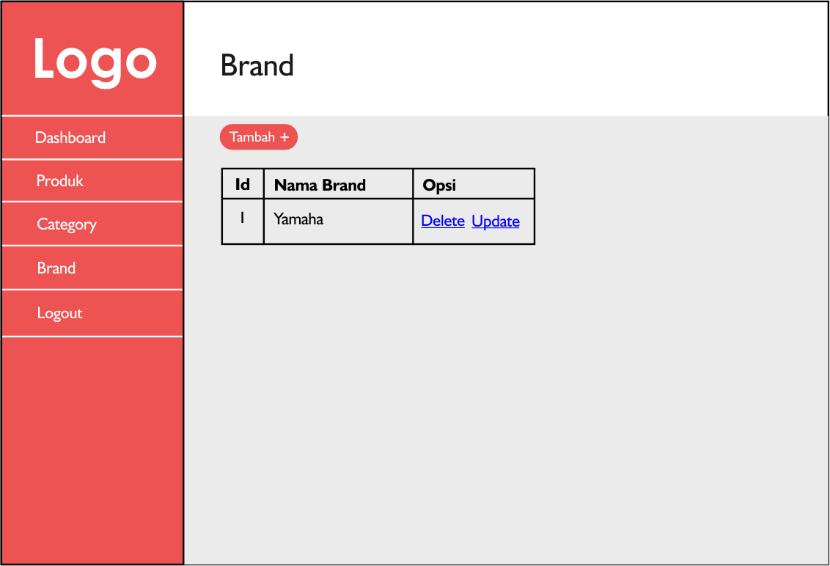 Logo
Brand
Dashboard
Produk
Category
Brand
Logout
Tambah +
Id Nama Brand Opsi
1 Yamaha Delete Update